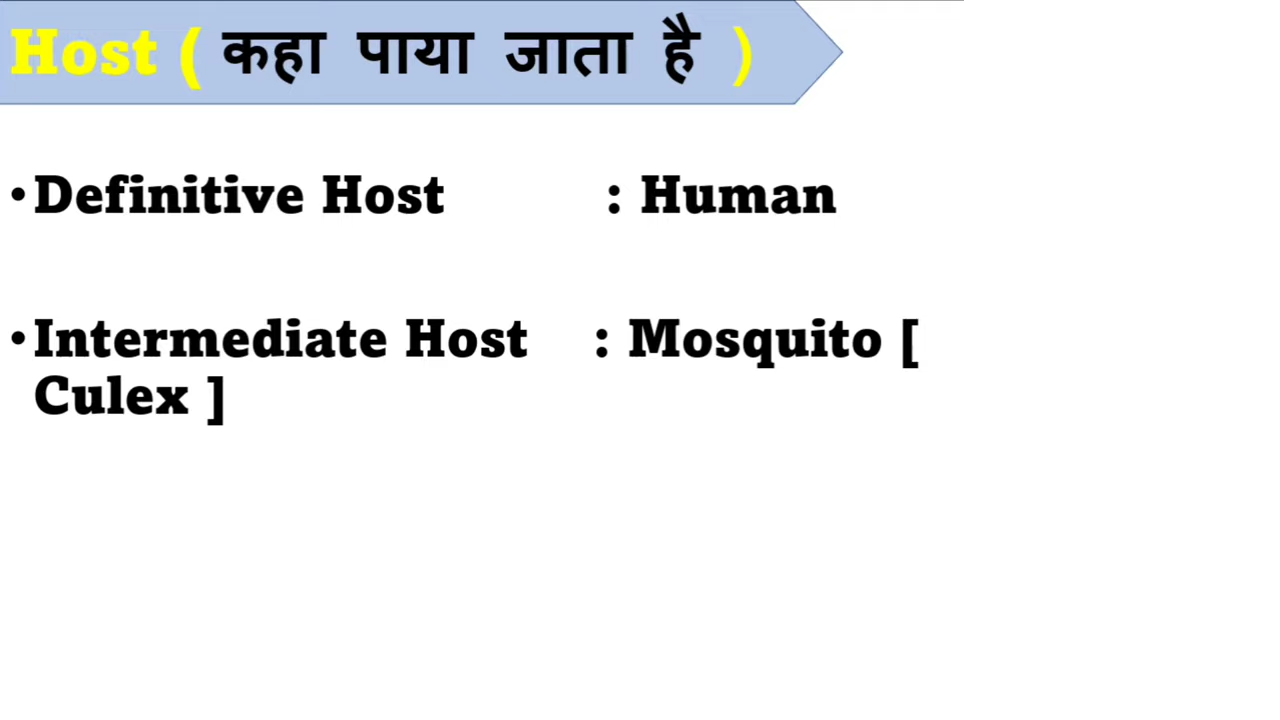 Host ( कहा पाया जाता है )
•Definitive Host : Human
•Intermediate Host : Mosquito [
Culex ]